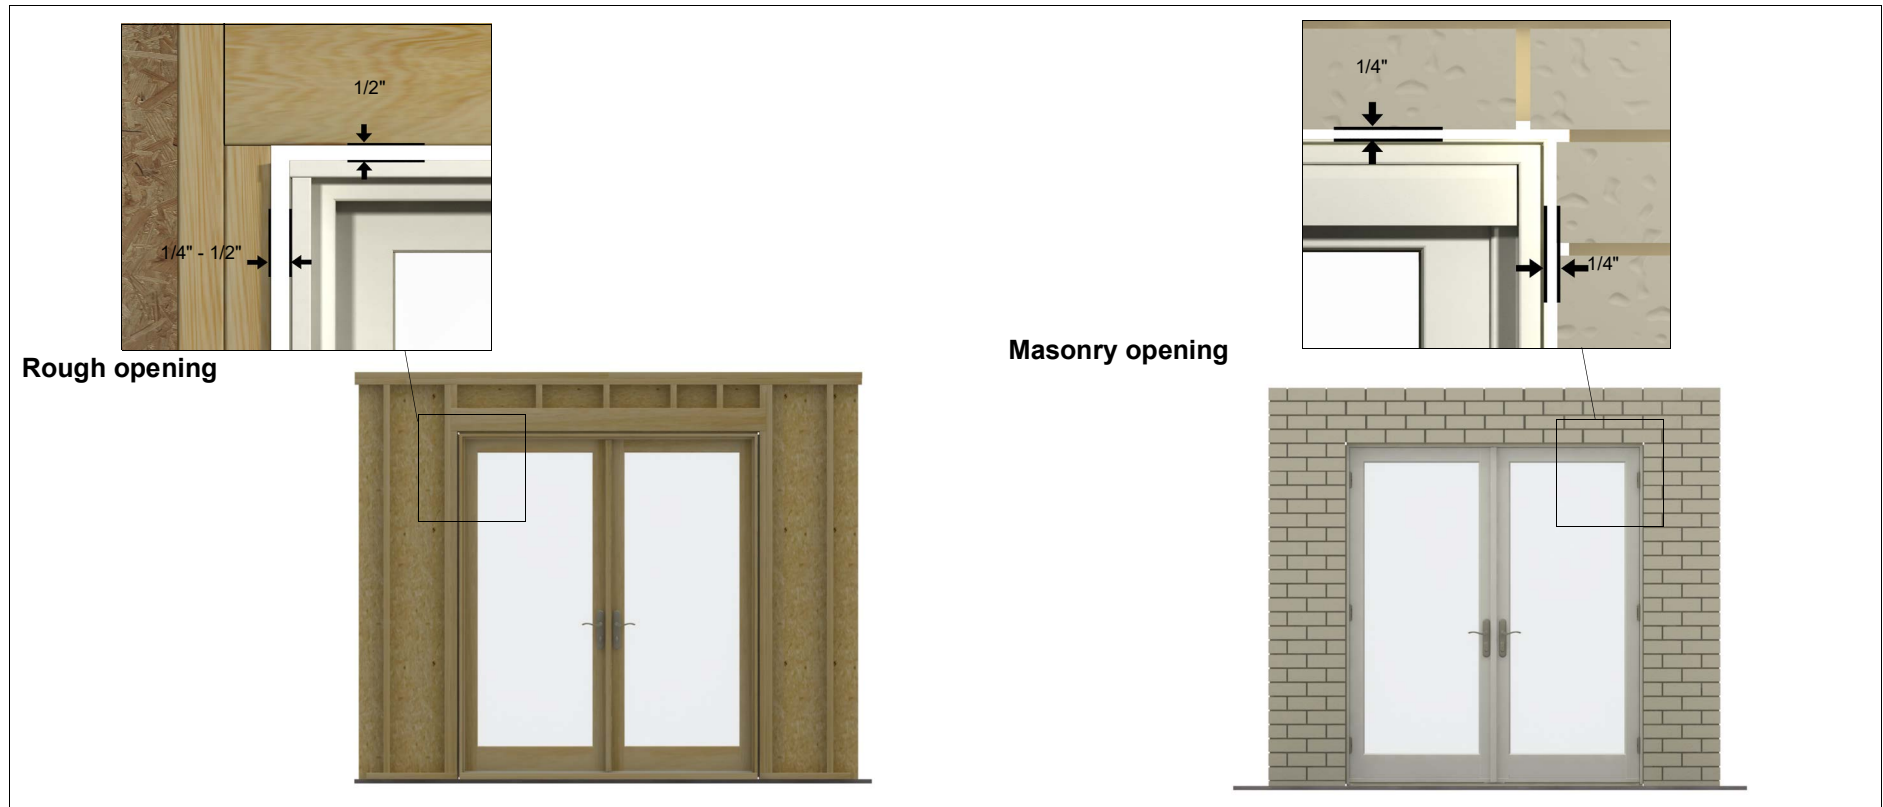 1/2"
1/4" - 1/2"
Rough opening
1/4"
1/4"
Masonry opening